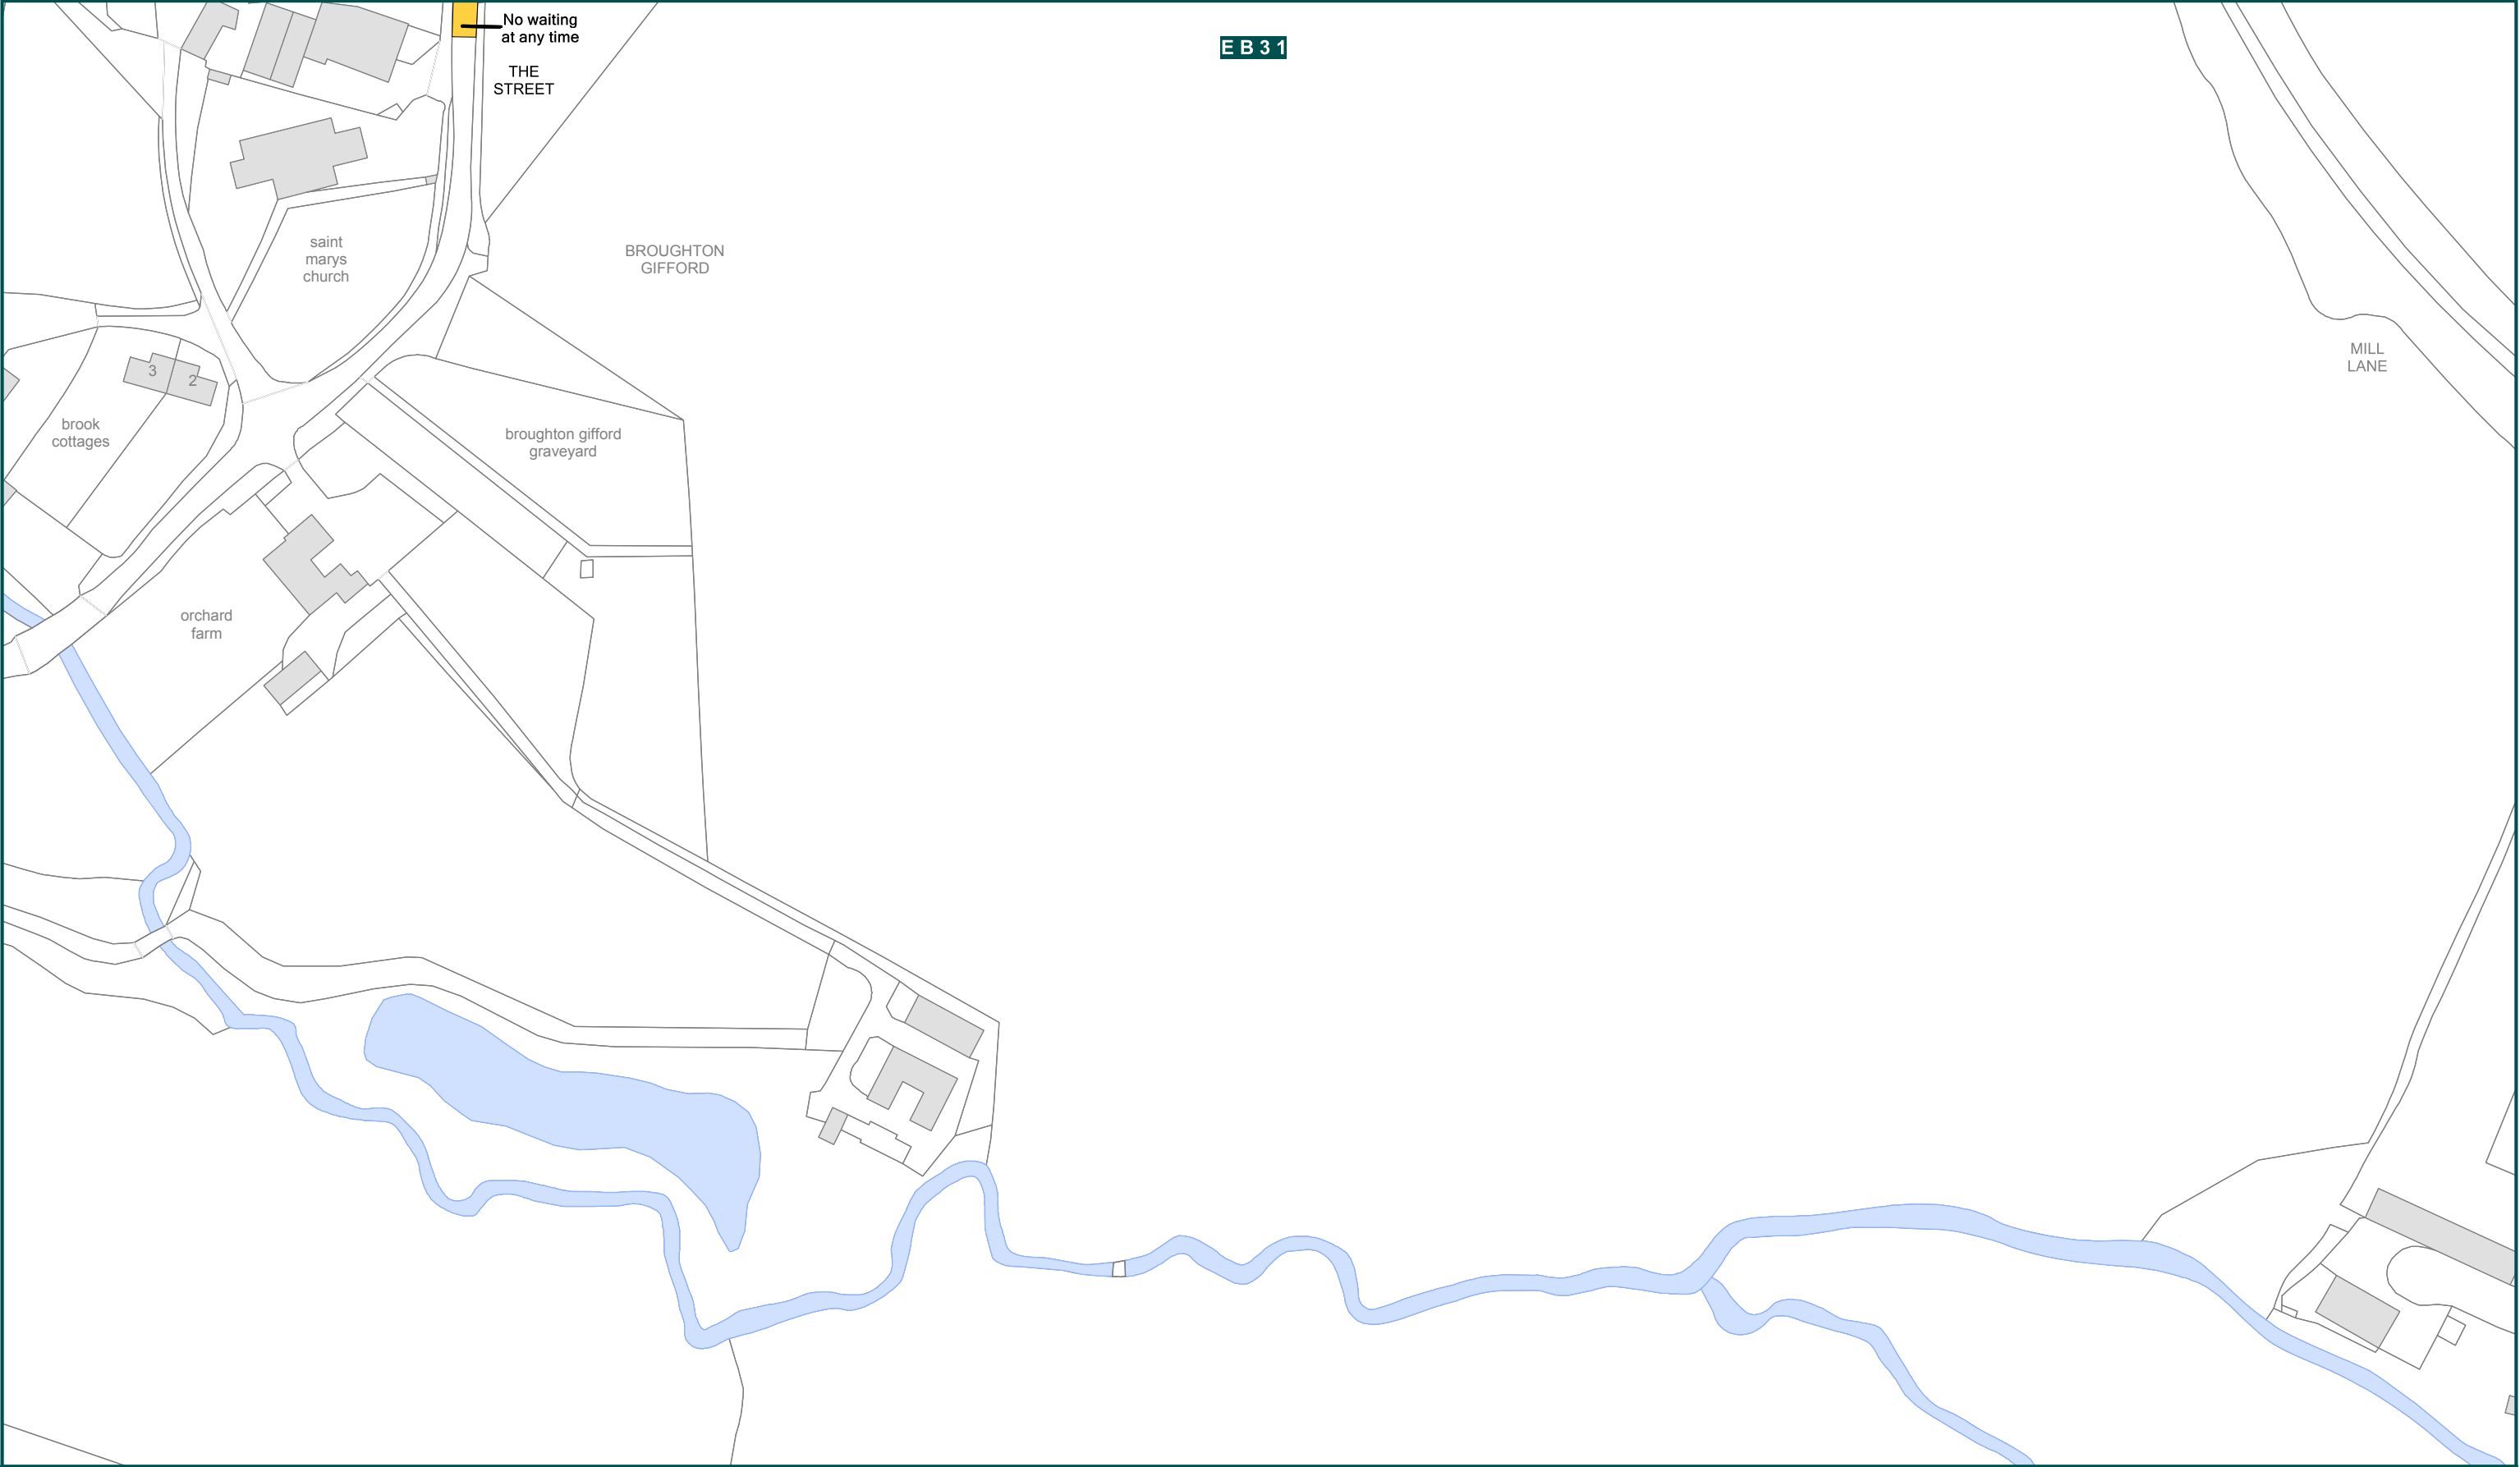 No waiting
at any time
E B 3 1
THE
STREET
saint
marys
church
BROUGHTON
GIFFORD
MILL
LANE
3
2
brook
cottages
broughton gifford
graveyard
orchard
farm